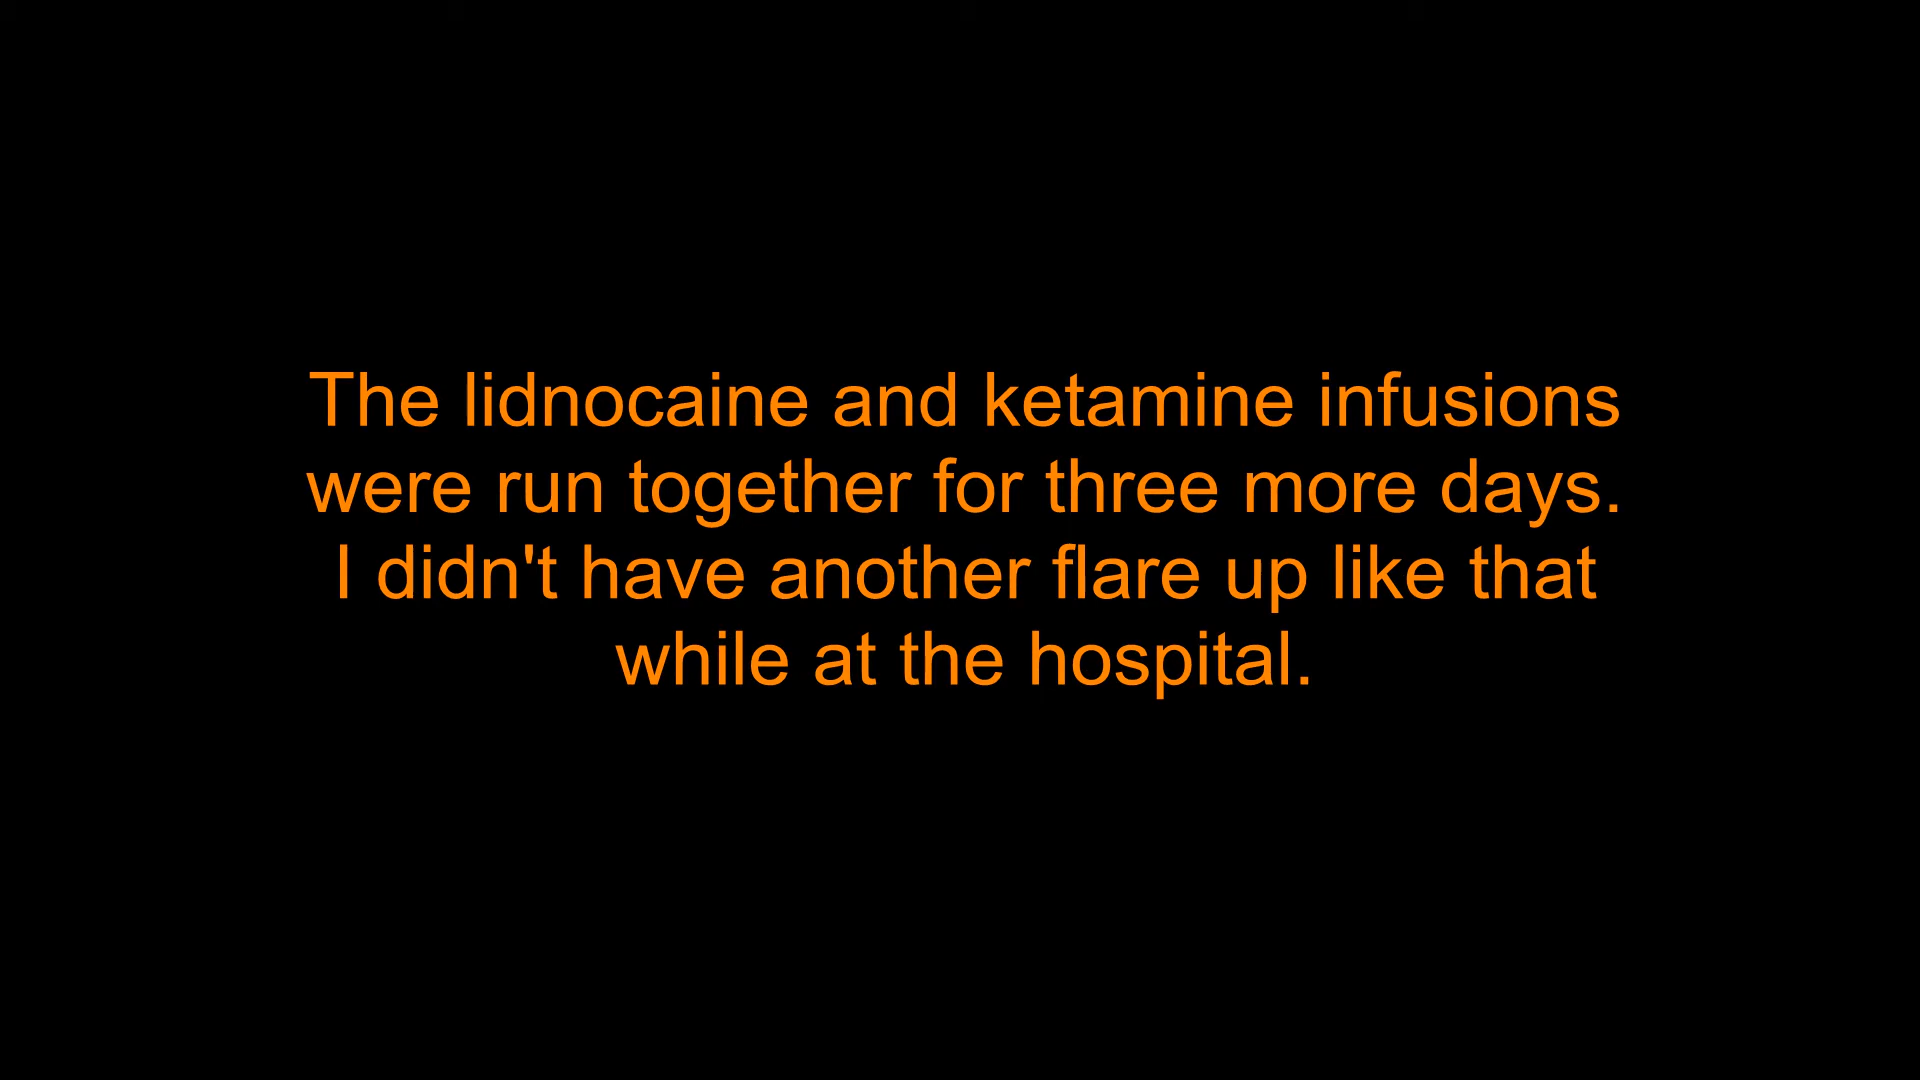 The lidnocaine and ketamine infusions
were run together for three more days.
I didn't have another flare up like that
while at the hospital.